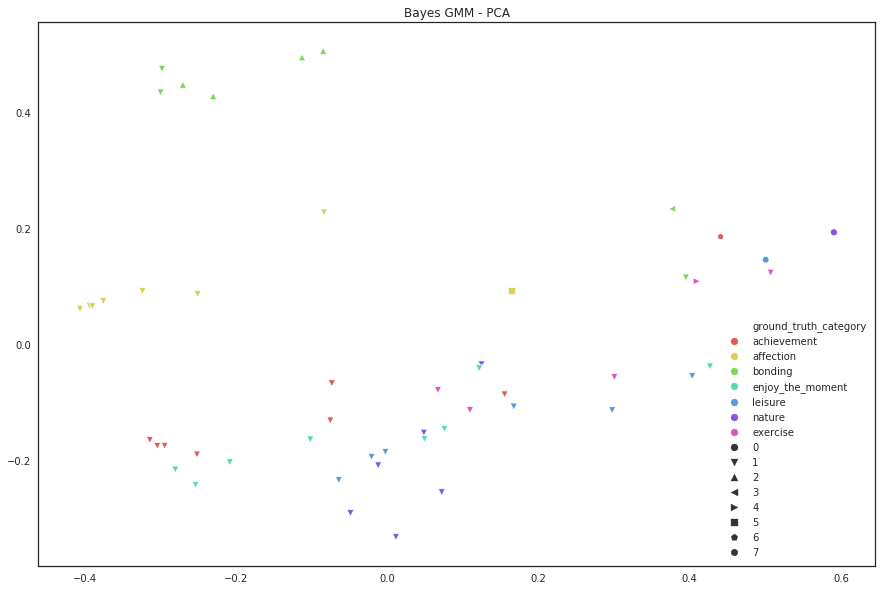 Bayes GMM - PCA
0.4
0.2
0.0
−0.2
−0.4
−0.2
0.0
0.2
0.4
0.6
ground_truth_category
achievement
affection
bonding
enjoy_the_moment
leisure
nature
exercise
0
1
2
3
4
5
6
7